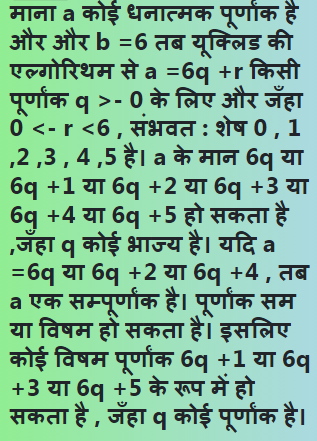 माना a कोई धनात्मक पूर्णांक है
और और b =6 तब यूक्लिड की
एल्गोरिथम से a =6q +r किसी
पूर्णांक q >- 0 के लिए और जँहा
0 <- r <6 , संभवत : शेष 0 , 1
,2 ,3 , 4 ,5 है। a के मान 6q या
6q +1 या 6q +2 या 6q +3 या
6q +4 या 6q +5 हो सकता है
,जँहा q कोई भाज्य है। यदि a
=6q या 6q +2 या 6q +4 , तब
a एक सम्पूर्णांक है। पूर्णांक सम
या विषम हो सकता है। इसलिए
कोई विषम पूर्णांक 6q +1 या 6q
+3 या 6q +5 के रूप में हो
सकता है , जँहा q कोई पूर्णांक है।